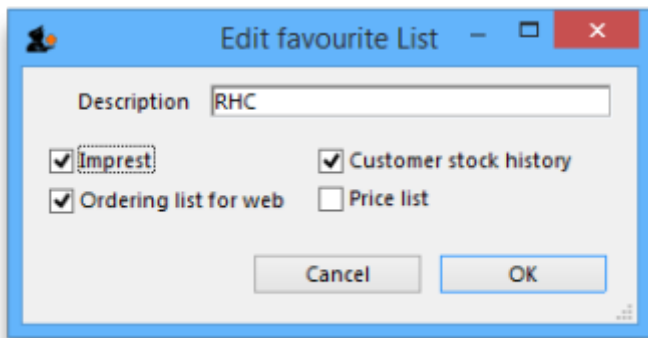 Edit favourite List
Description RHC
Imprest Customer stock history
Ordering list for web Price list
Cancel OK